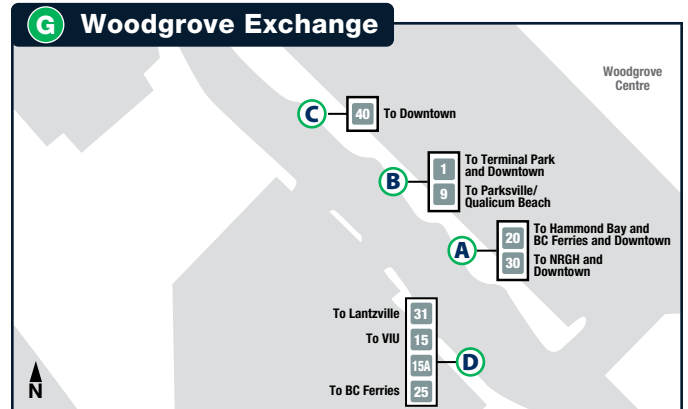 G Woodgrove Exchange
Woodgrove
Centre
C
40 To Downtown
B
1 To Terminal Park
and Downtown
9 To Parksville/
Qualicum Beach
A
20 To Hammond Bay and
BC Ferries and Downtown
30 To NRGH and
Downtown
To Lantzville 31
To VIU 15
15A
D
To BC Ferries 25
N